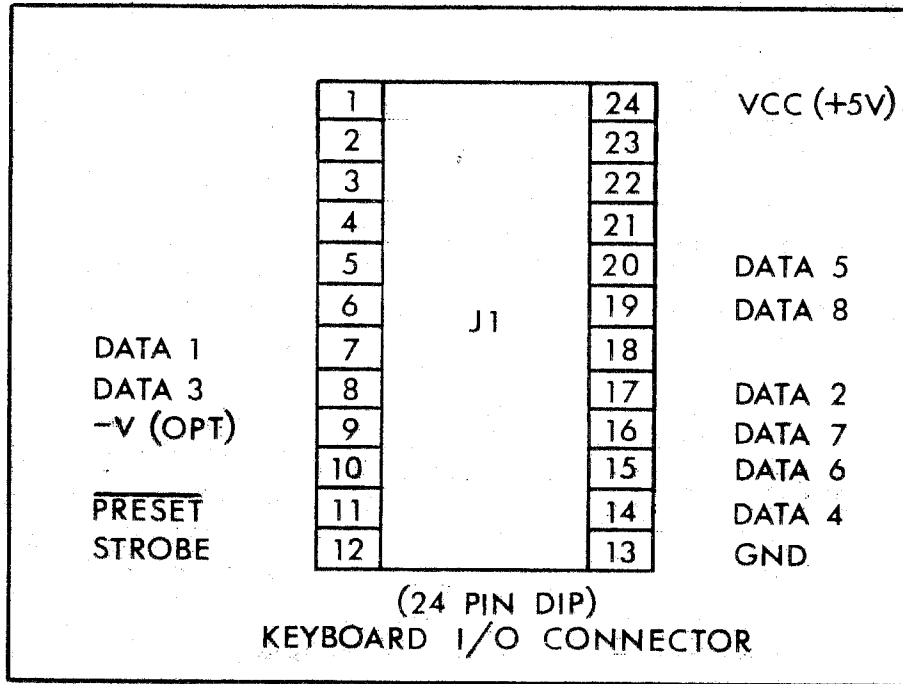 1 24 VCC (+5V)
2 23
3 22
4 21
5 20 DATA 5
6 19 DATA 8
J1
DATA 1 7 18
DATA 3 8 17 DATA 2
-V (OPT) 9 16 DATA 7
10 15 DATA 6
PRESET 11 14 DATA 4
STROBE 12 13 GND
(24 PIN DIP)
KEYBOARD I/O CONNECTOR